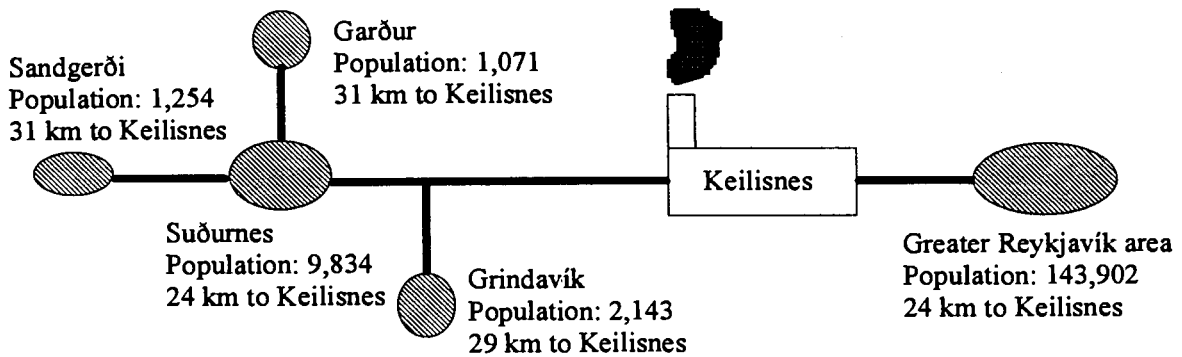 Garður
Population: 1,071
31 km to Keilisnes
Sandgerði
Population: 1,254
31 km to Keilisnes
Keilisnes
Suðurnes
Population: 9,834
24 km to Keilisnes
Grindavík
Population: 2,143
29 km to Keilisnes
Greater Reykjavík area
Population: 143,902
24 km to Keilisnes